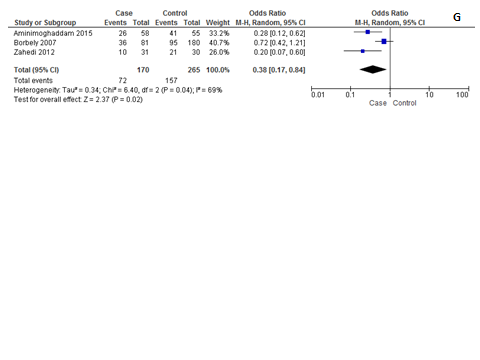 G
Case Control Odds Ratio Odds Ratio
Study or Subgroup Events Total Events Total Weight M-H, Random, 95% CI M-H, Random, 95% CI
Aminimoghaddam 2015 26 58 41 55 33.2% 0.28 [0.12, 0.62]
Borbely 2007 36 81 95 180 40.7% 0.72 [0.42, 1.21]
Zahedi 2012 10 31 21 30 26.0% 0.20 [0.07, 0.60]
Total (95% CI) 170 265 100.0% 0.38 [0.17, 0.84]
Total events 72 157
Heterogeneity: Tau² = 0.34; Chi² = 6.40, df = 2 (P = 0.04); I² = 69%
Test for overall effect: Z = 2.37 (P = 0.02)
0.01 0.1 1 10 100
Case Control